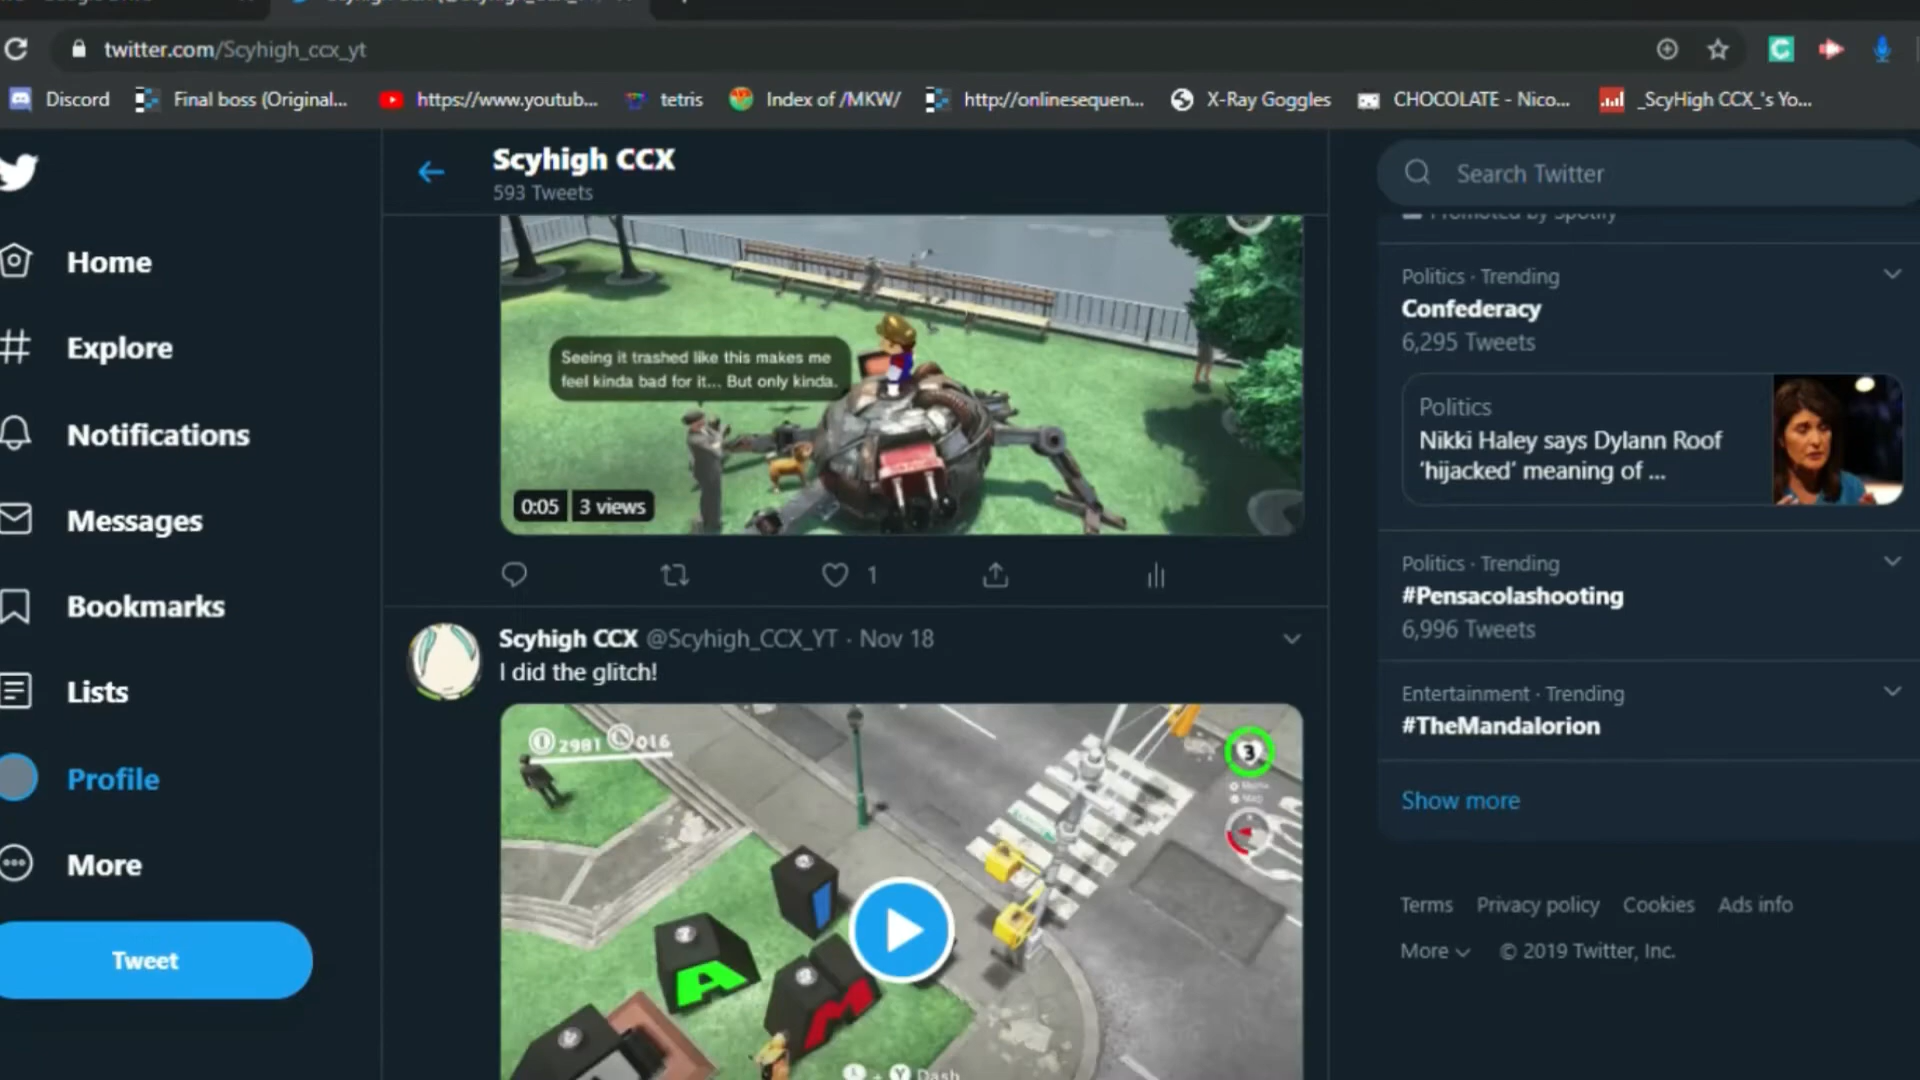 twitter.com/Scyhigh_ccx_yt
Discord
Final boss (Original...
https://www.youtub...
tetris
Index of /MKW/
http://onlinesequen...
X-Ray Goggles
CHOCOLATE - Nico...
_ScyHigh CCX_'s Yo...
Home
Explore
Notifications
Messages
Bookmarks
Lists
Profile
More
Tweet
Scyhigh CCX
593 Tweets
Seeing it trashed like this makes me
feel kinda bad for it... But only kinda.
0:05
3 views
1
Scyhigh CCX @Scyhigh_CCX_YT · Nov 18
I did the glitch!
2981 016
3
A
M
Y Dash
Search Twitter
Promoted by Spotify
Politics · Trending
Confederacy
6,295 Tweets
Politics
Nikki Haley says Dylann Roof
'hijacked' meaning of ...
Politics · Trending
#Pensacolashooting
6,996 Tweets
Entertainment · Trending
#TheMandalorion
Show more
Terms Privacy policy Cookies Ads info
More © 2019 Twitter, Inc.